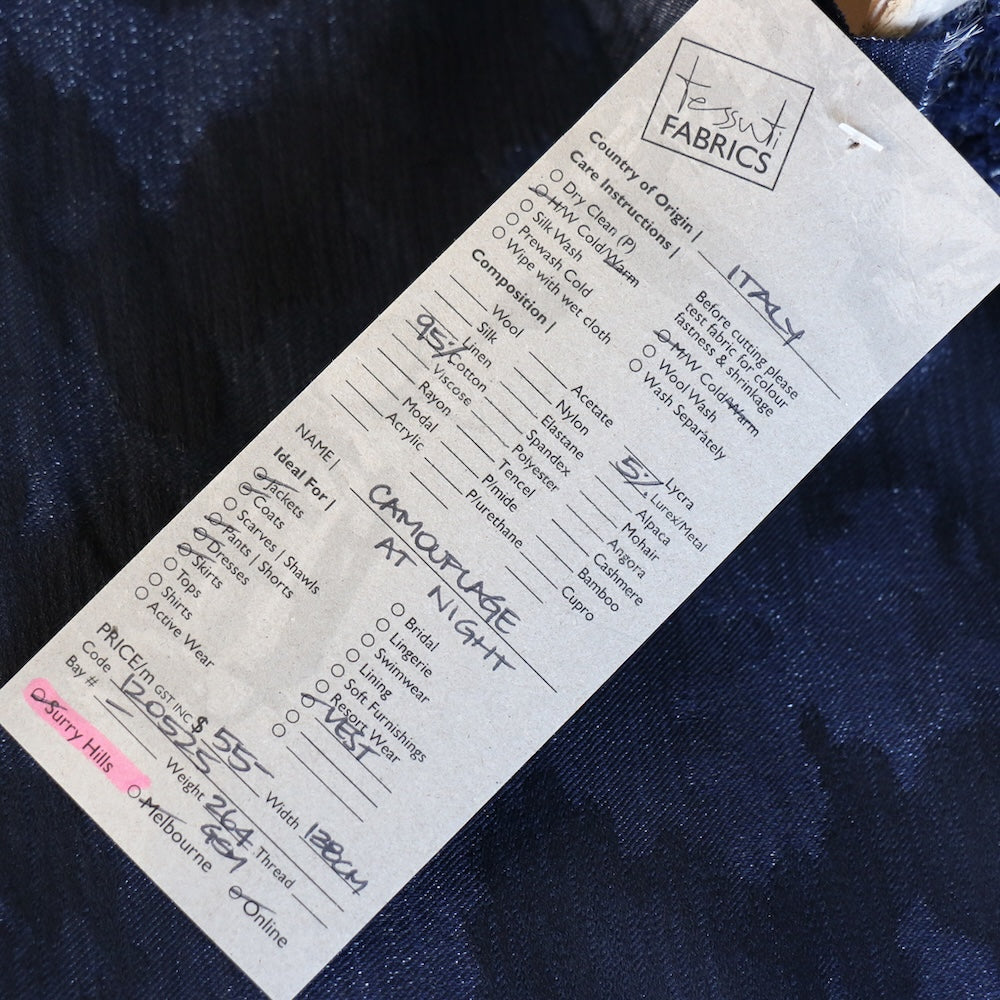 tessuti
FABRICS
Country of Origin | ITALY
Care Instructions |
Dry Clean (P)
H/W Cold/Warm
Silk Wash
Prewash Cold
Wipe with wet cloth
Before cutting please
test fabric for colour
fastness & shrinkage
M/W Cold/Warm
Wool Wash
Wash Separately
Composition |
Wool
Silk
Linen
95% Cotton
Viscose
Rayon
Modal
Acrylic
Acetate
Nylon
Elastane
Spandex
Polyester
Tencel
P/mide
P/urethane
Lycra
5% Lurex/Metal
Alpaca
Mohair
Angora
Cashmere
Bamboo
Cupro
NAME | CAMOUFLAGE
AT NIGHT
Ideal For |
Jackets
Coats
Scarves | Shawls
Pants | Shorts
Dresses
Skirts
Tops
Shirts
Active Wear
Bridal
Lingerie
Swimwear
Lining
Soft Furnishings
Resort Wear
VEST
PRICE/m GST INC $ 55-
Code 120525 Width 138CM
Bay # - Weight 264 GSM Thread
Surry Hills Melbourne Online